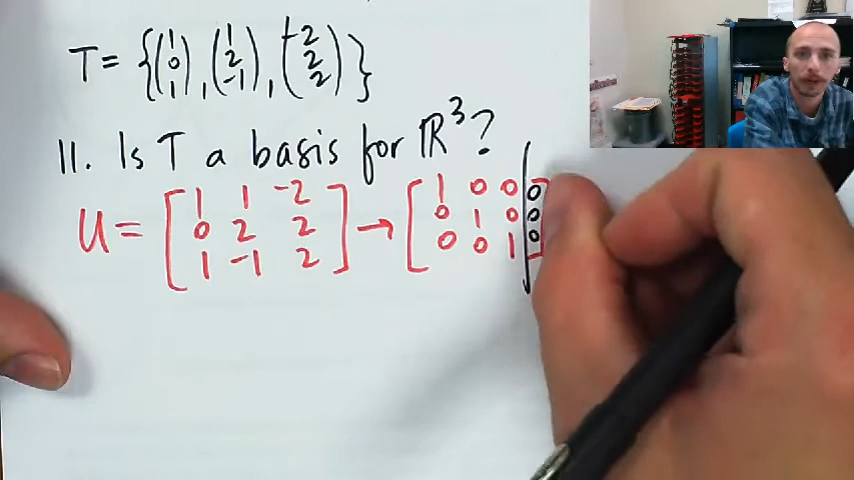 T = {(1 0 1), (1 2 -1), (-2 2 2)}
11. Is T a basis for ℝ³?
U = [1 1 -2; 0 2 2; 1 -1 2] → [1 0 0 | 0; 0 1 0 | 0; 0 0 1 | 0]